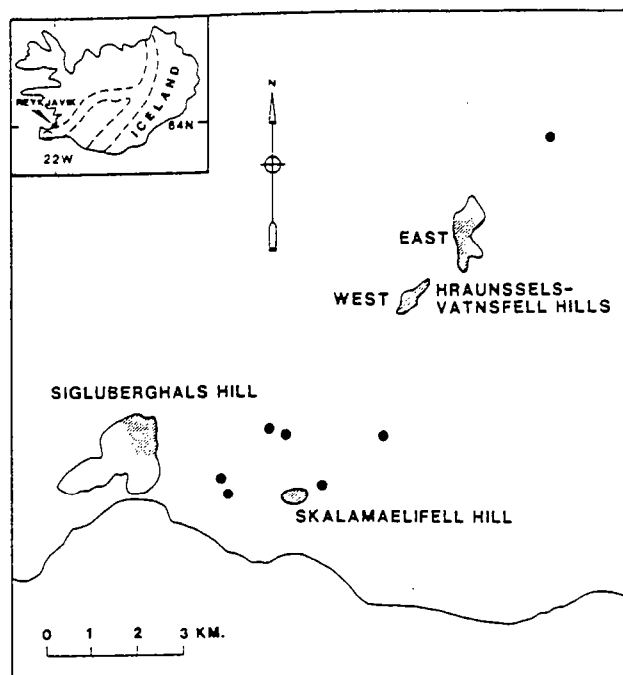 REYKJAVIK
ICELAND
64N
22W
N
EAST
WEST
HRAUNSSELS-
VATNSFELL HILLS
SIGLUBERGHALS HILL
SKALAMAELIFELL HILL
0 1 2 3 KM.